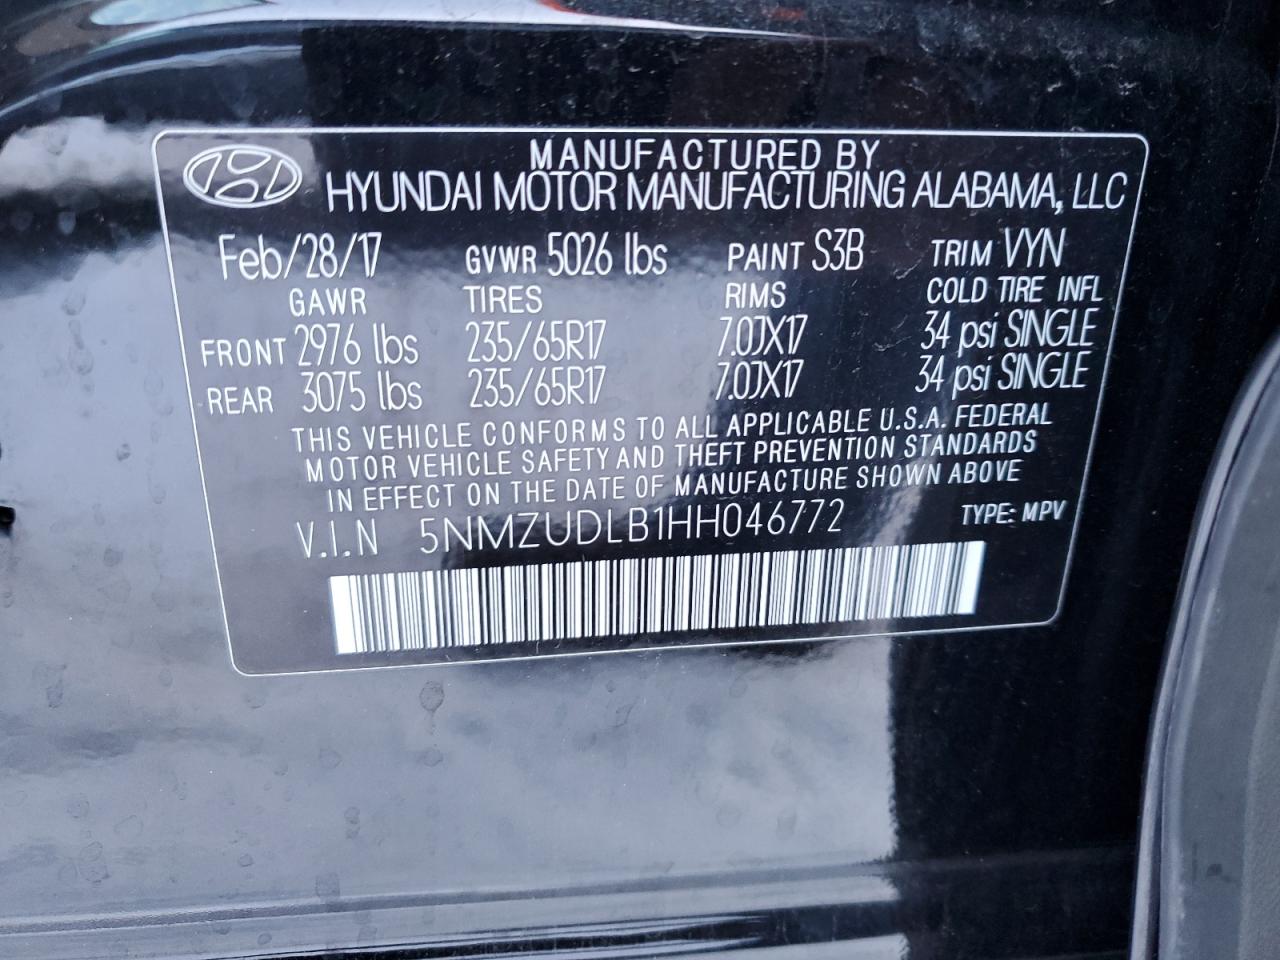 MANUFACTURED BY
HYUNDAI MOTOR MANUFACTURING ALABAMA, LLC
Feb/28/17 GVWR 5026 lbs PAINT S3B TRIM VYN
GAWR TIRES RIMS COLD TIRE INFL
FRONT 2976 lbs 235/65R17 7.0JX17 34 psi SINGLE
REAR 3075 lbs 235/65R17 7.0JX17 34 psi SINGLE
THIS VEHICLE CONFORMS TO ALL APPLICABLE U.S.A. FEDERAL
MOTOR VEHICLE SAFETY AND THEFT PREVENTION STANDARDS
IN EFFECT ON THE DATE OF MANUFACTURE SHOWN ABOVE
V.I.N 5NMZUDLB1HH046772 TYPE: MPV